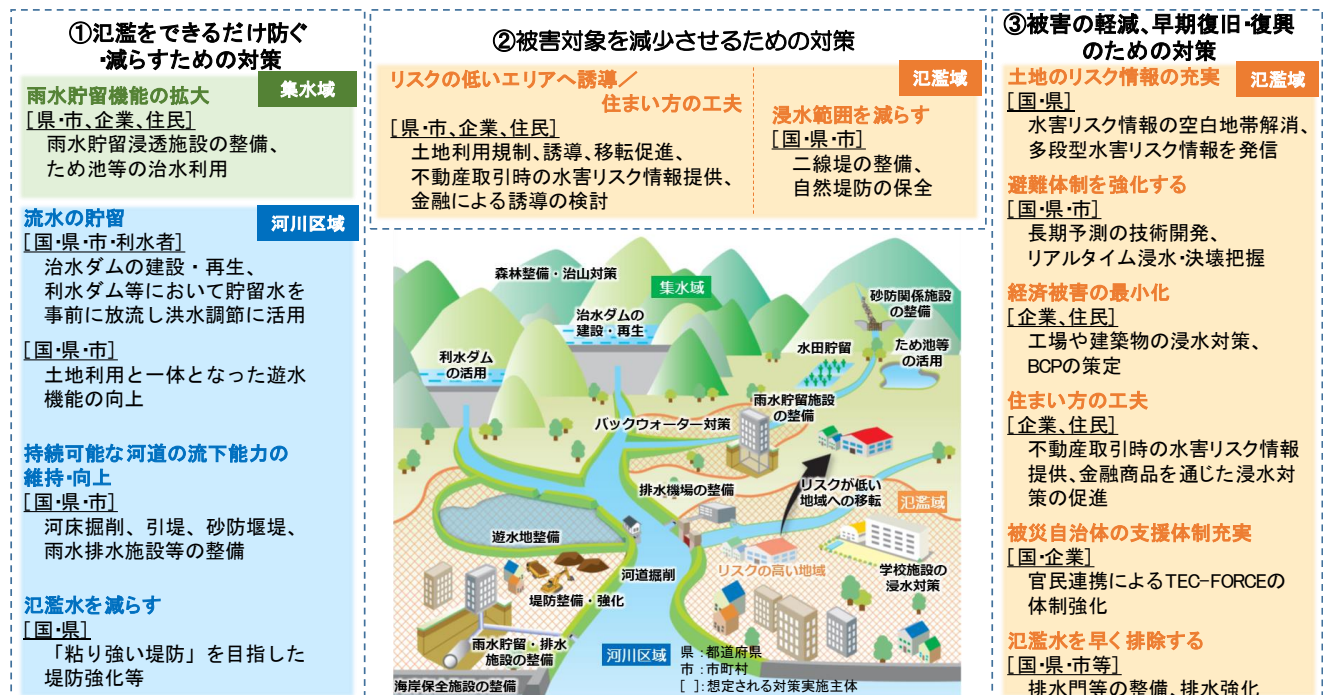 ①氾濫をできるだけ防ぐ
・減らすための対策
集水域
雨水貯留機能の拡大
[県・市、企業、住民]
雨水貯留浸透施設の整備、
ため池等の治水利用
流水の貯留
河川区域
[国・県・市・利水者]
治水ダムの建設・再生、
利水ダム等において貯留水を
事前に放流し洪水調節に活用
[国・県・市]
土地利用と一体となった遊水
機能の向上
持続可能な河道の流下能力の
維持・向上
[国・県・市]
河床掘削、引堤、砂防堰堤、
雨水排水施設等の整備
氾濫水を減らす
[国・県]
「粘り強い堤防」を目指した
堤防強化等
②被害対象を減少させるための対策
リスクの低いエリアへ誘導／
住まい方の工夫
[県・市、企業、住民]
土地利用規制、誘導、移転促進、
不動産取引時の水害リスク情報提供、
金融による誘導の検討
氾濫域
浸水範囲を減らす
[国・県・市]
二線堤の整備、
自然堤防の保全
森林整備・治山対策
集水域
砂防関係施設
の整備
治水ダムの
建設・再生
水田貯留
ため池等
の活用
利水ダム
の活用
雨水貯留施設
の整備
バックウォーター対策
排水機場の整備
リスクが低い
地域への移転
氾濫域
遊水地整備
河道掘削
リスクの高い地域
学校施設の
浸水対策
堤防整備・強化
雨水貯留・排水
施設の整備
河川区域
県：都道府県
市：市町村
[ ]：想定される対策実施主体
海岸保全施設の整備
③被害の軽減、早期復旧・復興
のための対策
土地のリスク情報の充実
氾濫域
[国・県]
水害リスク情報の空白地帯解消、
多段型水害リスク情報を発信
避難体制を強化する
[国・県・市]
長期予測の技術開発、
リアルタイム浸水・決壊把握
経済被害の最小化
[企業、住民]
工場や建築物の浸水対策、
BCPの策定
住まい方の工夫
[企業、住民]
不動産取引時の水害リスク情報
提供、金融商品を通じた浸水対
策の促進
被災自治体の支援体制充実
[国・企業]
官民連携によるTEC-FORCEの
体制強化
氾濫水を早く排除する
[国・県・市等]
排水門等の整備、排水強化